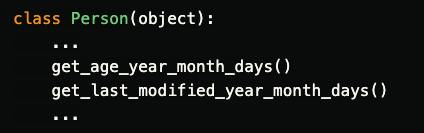 class Person(object):
    ...
    get_age_year_month_days()
    get_last_modified_year_month_days()
    ...